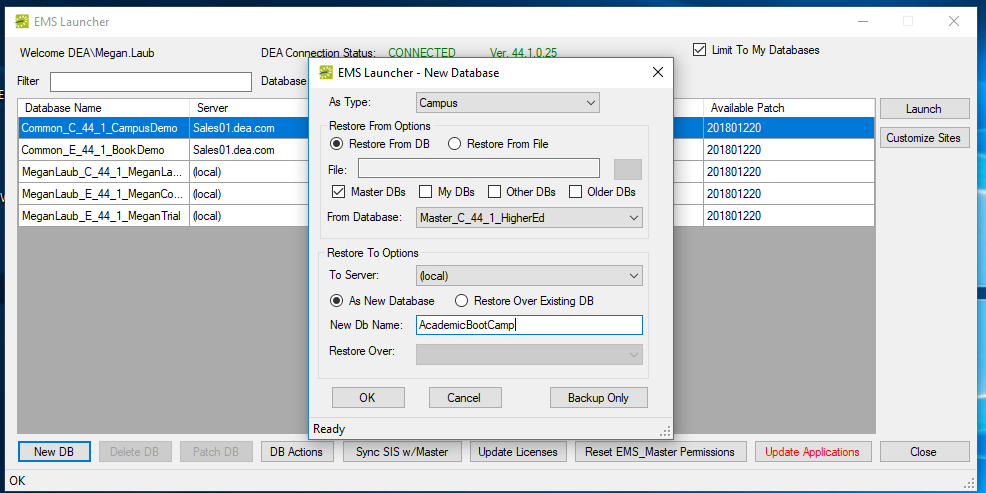 EMS Launcher
Welcome DEA\Megan.Laub
DEA Connection Status: CONNECTED Ver. 44.1.0.25
Limit To My Databases
Filter
Database
Database Name Server Available Patch
Common_C_44_1_CampusDemo Sales01.dea.com 201801220
Common_E_44_1_BookDemo Sales01.dea.com 201801220
MeganLaub_C_44_1_MeganLa... (local) 201801220
MeganLaub_E_44_1_MeganCo... (local) 201801220
MeganLaub_E_44_1_MeganTrial (local) 201801220
Launch
Customize Sites
EMS Launcher - New Database
As Type: Campus
Restore From Options
Restore From DB Restore From File
File:
Master DBs My DBs Other DBs Older DBs
From Database: Master_C_44_1_HigherEd
Restore To Options
To Server: (local)
As New Database Restore Over Existing DB
New Db Name: AcademicBootCamp
Restore Over:
OK Cancel Backup Only
Ready
New DB Delete DB Patch DB DB Actions Sync SIS w/Master Update Licenses Reset EMS_Master Permissions Update Applications Close
OK